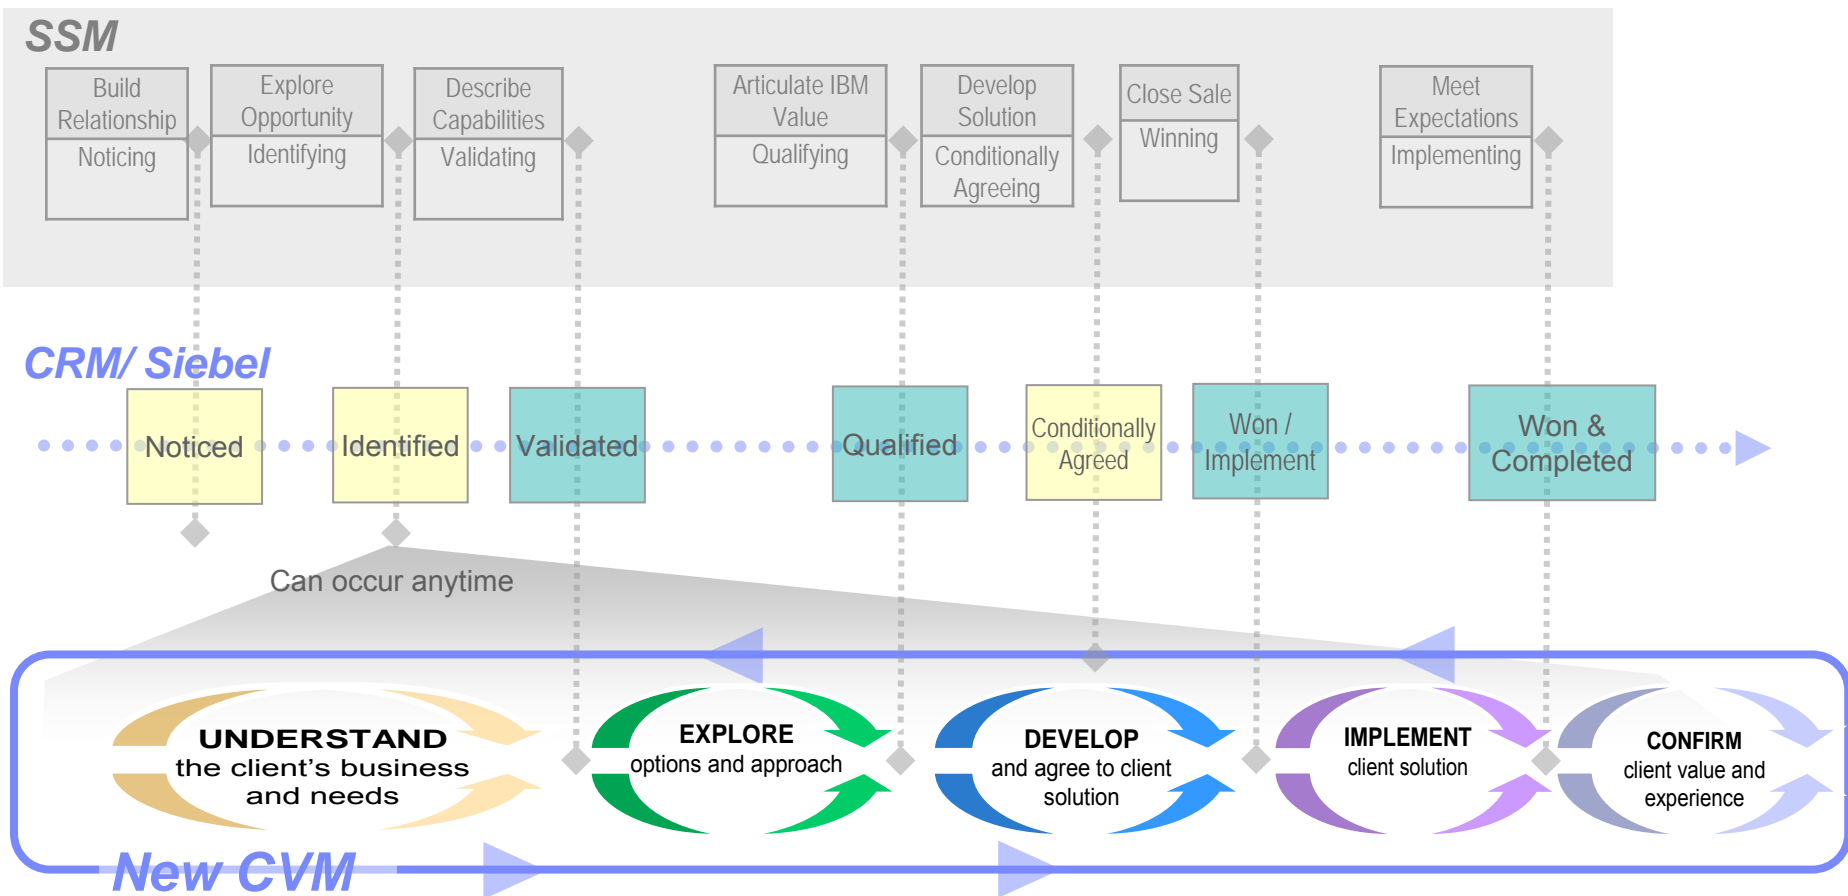 SSM
Build
Relationship
Noticing
Explore
Opportunity
Identifying
Describe
Capabilities
Validating
Articulate IBM
Value
Qualifying
Develop
Solution
Conditionally
Agreeing
Close Sale
Winning
Meet
Expectations
Implementing
CRM/ Siebel
Noticed
Identified
Validated
Qualified
Conditionally
Agreed
Won /
Implement
Won &
Completed
Can occur anytime
UNDERSTAND
the client's business
and needs
EXPLORE
options and approach
DEVELOP
and agree to client
solution
IMPLEMENT
client solution
CONFIRM
client value and
experience
New CVM